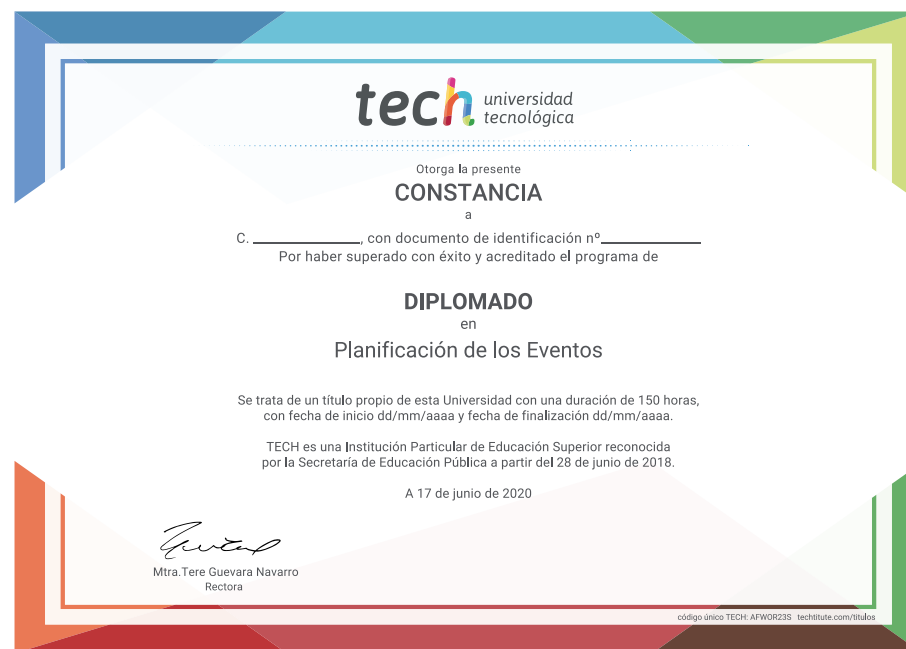 tech universidad
tecnológica
Otorga la presente
CONSTANCIA
a
C. ____________, con documento de identificación nº___________
Por haber superado con éxito y acreditado el programa de
DIPLOMADO
en
Planificación de los Eventos
Se trata de un título propio de esta Universidad con una duración de 150 horas,
con fecha de inicio dd/mm/aaaa y fecha de finalización dd/mm/aaaa.
TECH es una Institución Particular de Educación Superior reconocida
por la Secretaría de Educación Pública a partir del 28 de junio de 2018.
A 17 de junio de 2020
Mtra.Tere Guevara Navarro
Rectora
código único TECH: AFWOR23S techtitute.com/titulos